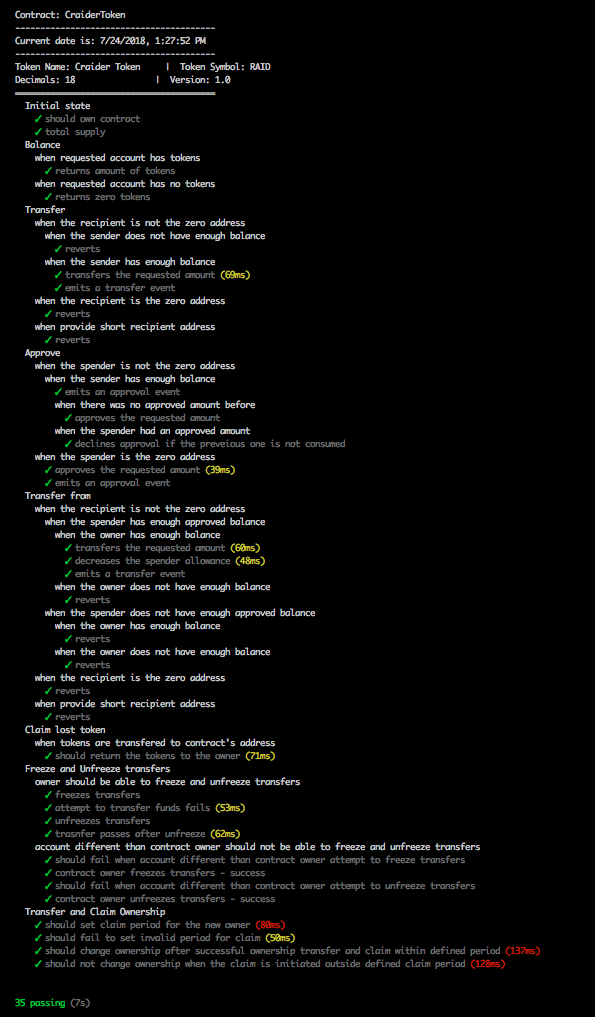 Contract: CraiderToken
----------------------------------------
Current date is: 7/24/2018, 1:27:52 PM
----------------------------------------
Token Name: Craider Token | Token Symbol: RAID
Decimals: 18 | Version: 1.0
========================================
Initial state
✓ should own contract
✓ total supply
Balance
when requested account has tokens
✓ returns amount of tokens
when requested account has no tokens
✓ returns zero tokens
Transfer
when the recipient is not the zero address
when the sender does not have enough balance
✓ reverts
when the sender has enough balance
✓ transfers the requested amount (69ms)
✓ emits a transfer event
when the recipient is the zero address
✓ reverts
when provide short recipient address
✓ reverts
Approve
when the spender is not the zero address
when the sender has enough balance
✓ emits an approval event
when there was no approved amount before
✓ approves the requested amount
when the spender had an approved amount
✓ declines approval if the preveious one is not consumed
when the spender is the zero address
✓ approves the requested amount (39ms)
✓ emits an approval event
Transfer from
when the recipient is not the zero address
when the spender has enough approved balance
when the owner has enough balance
✓ transfers the requested amount (60ms)
✓ decreases the spender allowance (48ms)
✓ emits a transfer event
when the owner does not have enough balance
✓ reverts
when the spender does not have enough approved balance
when the owner has enough balance
✓ reverts
when the owner does not have enough balance
✓ reverts
when the recipient is the zero address
✓ reverts
when provide short recipient address
✓ reverts
Claim lost token
when tokens are transfered to contract's address
✓ should return the tokens to the owner (71ms)
Freeze and Unfreeze transfers
owner should be able to freeze and unfreeze transfers
✓ freezes transfers
✓ attempt to transfer funds fails (53ms)
✓ unfreezes transfers
✓ trasnfer passes after unfreeze (62ms)
account different than contract owner should not be able to freeze and unfreeze transfers
✓ should fail when account different than contract owner attempt to freeze transfers
✓ contract owner freezes transfers - success
✓ should fail when account different than contract owner attempt to unfreeze transfers
✓ contract owner unfreezes transfers - success
Transfer and Claim Ownership
✓ should set claim period for the new owner (80ms)
✓ should fail to set invalid period for claim (50ms)
✓ should change ownership after successful ownership transfer and claim within defined period (137ms)
✓ should not change ownership when the claim is initiated outside defined claim period (128ms)
35 passing (7s)